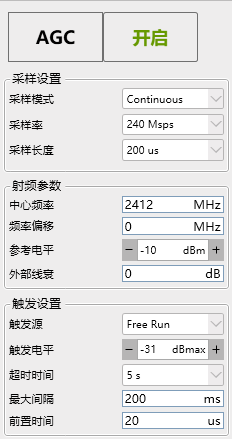 AGC 开启
采样设置
采样模式 Continuous
采样率 240 Msps
采样长度 200 us
射频参数
中心频率 2412 MHz
频率偏移 0 MHz
参考电平 − -10 dBm +
外部线衰 0 dB
触发设置
触发源 Free Run
触发电平 − -31 dBmax +
超时时间 5 s
最大间隔 200 ms
前置时间 20 us